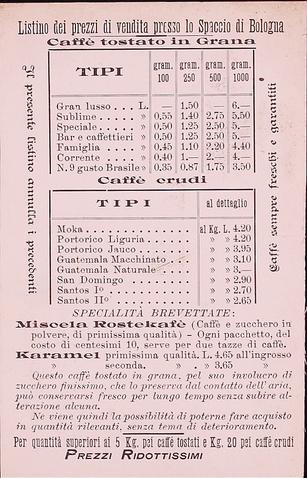 Listino dei prezzi di vendita presso lo Spaccio di Bologna
Caffè tostato in Grana
TIPI gram. 100 gram. 250 gram. 500 gram. 1000
Gran lusso . . . L. — 1.50 — 6.—
Sublime . . . . » 0,55 1.40 2.75 5,50
Speciale . . . . » 0,50 1.25 2.50 5.—
Bar e caffettieri » 0,50 1.25 2.50 5.—
Famiglia . . . . » 0,45 1.10 2.20 4.40
Corrente . . . . » 0,40 1.— 2.— 4.—
N. 9 gusto Brasile » 0,35 0.87 1.75 3.50
Il presente listino annulla i precedenti
Caffè sempre freschi e garantiti
Caffè crudi
TIPI al dettaglio
Moka . . . . . . . . . al Kg. L. 4.20
Portorico Liguria . . . . . » » 4.20
Portorico Jauco . . . . . » » 3.95
Guatemala Macchinato . . . » » 3.10
Guatemala Naturale . . . . » » 3.—
San Domingo . . . . . . » » 2.90
Santos Iº . . . . . . . » » 2.70
Santos IIº . . . . . . . » » 2.65
SPECIALITÀ BREVETTATE:
Miscela Rostekafè (Caffè e zucchero in
polvere, di primissima qualità) - Ogni pacchetto, del
costo di centesimi 10, serve per due tazze di caffè.
Karamel primissima qualità. L. 4.65 all'ingrosso
» seconda. » . » 3.65 »
Questo caffè tostato in grana, pel suo involucro di
zucchero finissimo, che lo preserva dal contatto dell'aria,
può conservarsi fresco per lungo tempo senza subire al-
terazione alcuna.
Ne viene quindi la possibilità di poterne fare acquisto
in quantità rilevanti, senza tema di deterioramento.
Per quantità superiori ai 5 Kg. pei caffè tostati e Kg. 20 pei caffè crudi
PREZZI RIDOTTISSIMI